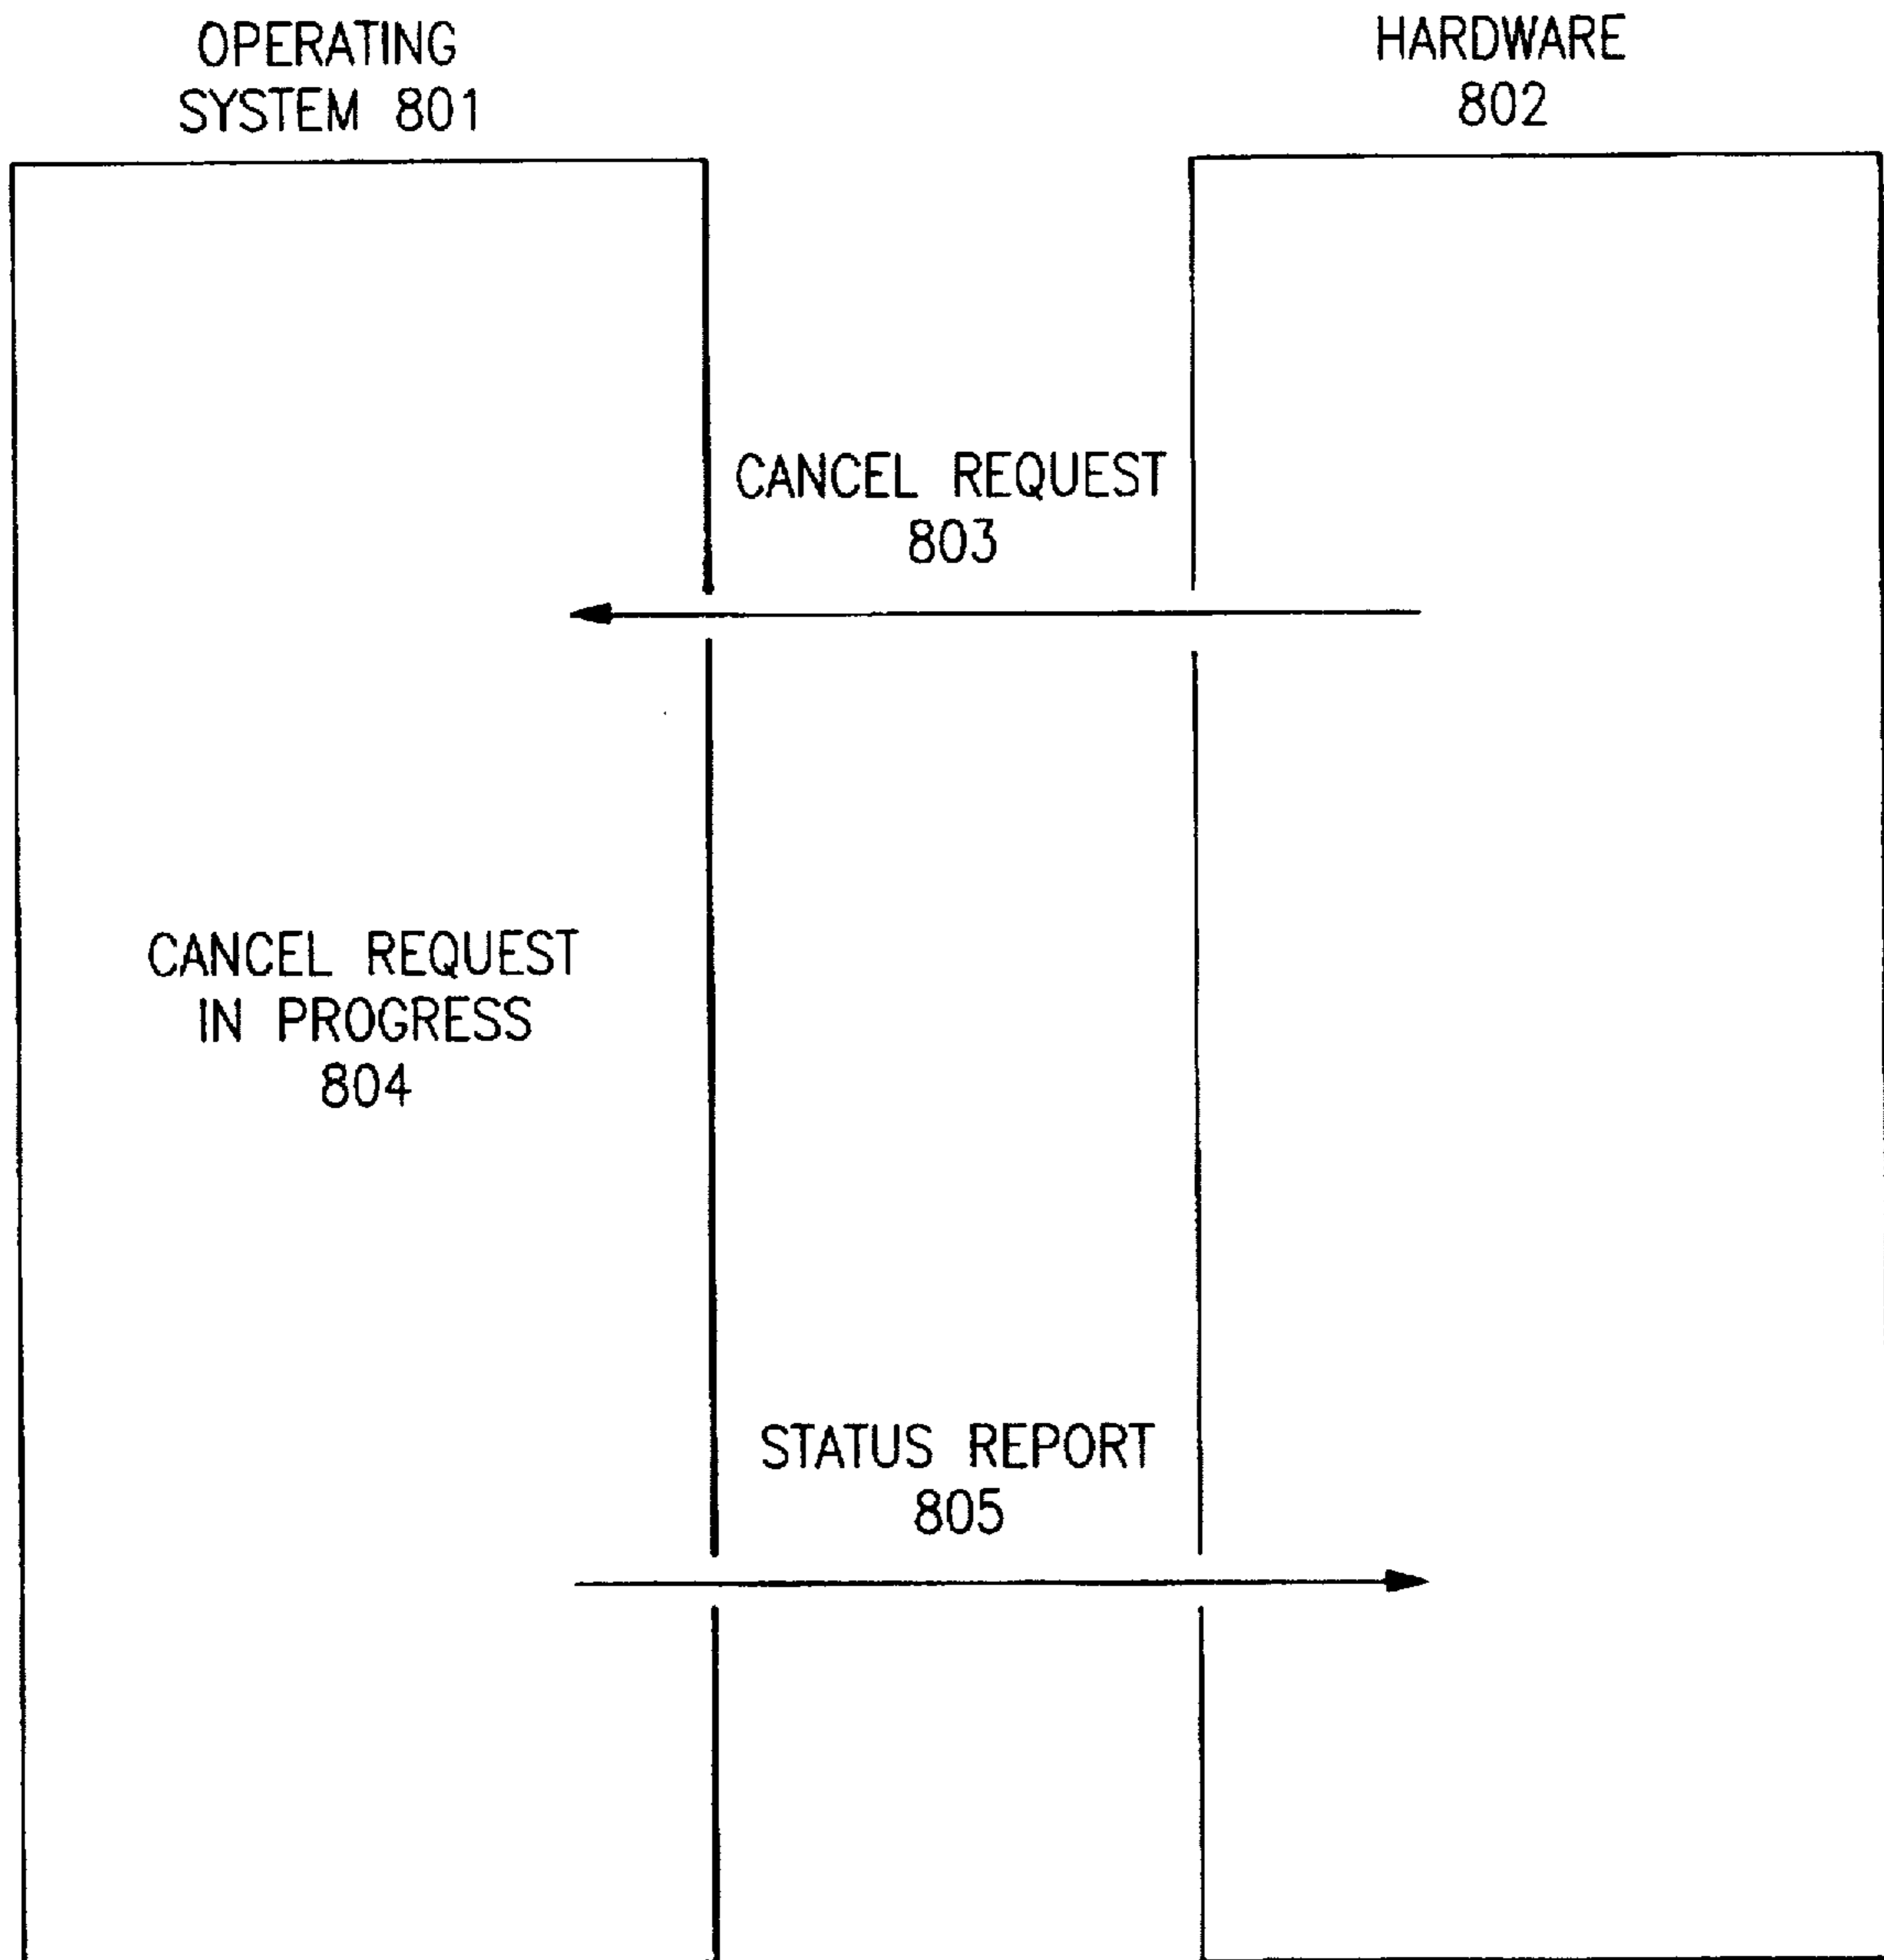 OPERATING
SYSTEM 801
HARDWARE
802
CANCEL REQUEST
803
CANCEL REQUEST
IN PROGRESS
804
STATUS REPORT
805